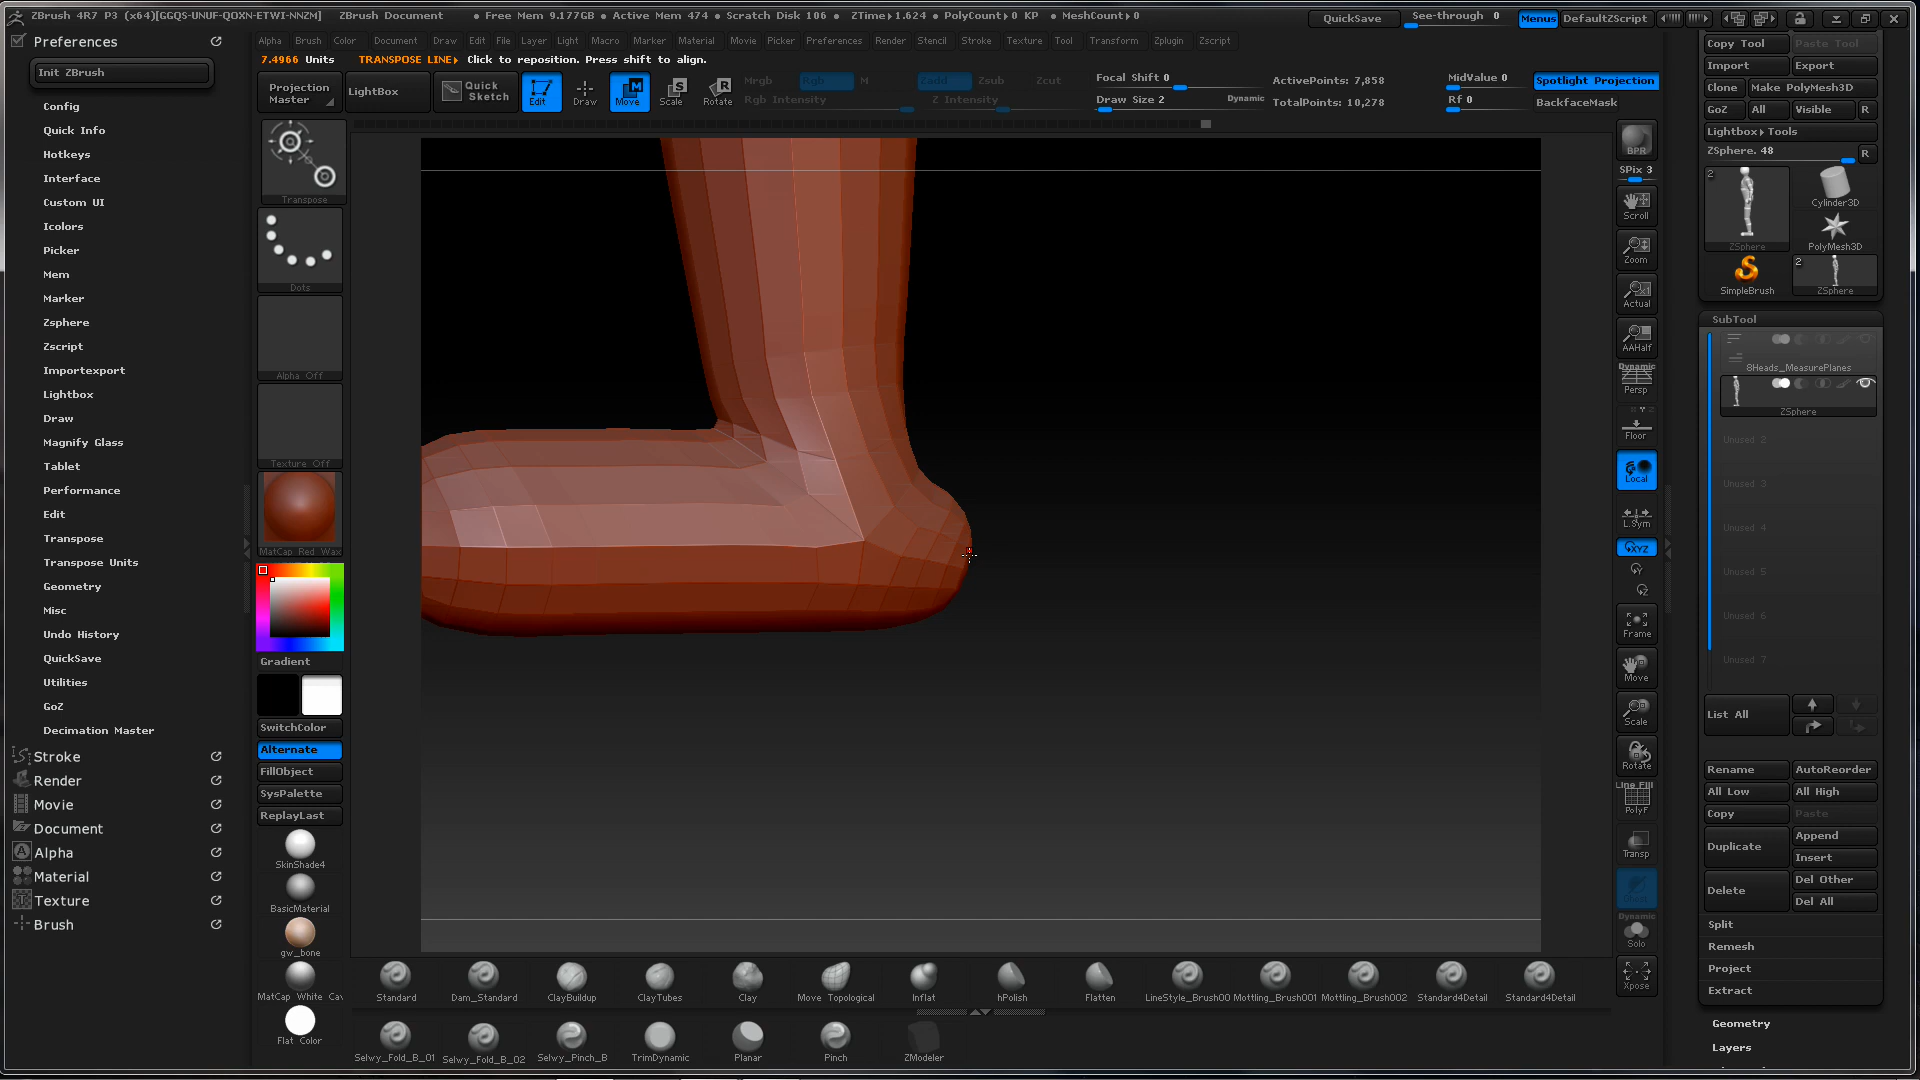 ZBrush 4R7 P3 (x64)[GGQS-UNUF-QOXN-ETWI-NNZM] ZBrush Document • Free Mem 9.177GB • Active Mem 474 • Scratch Disk 106 • ZTime▸1.624 • PolyCount▸0 KP • MeshCount▸0 QuickSave See-through 0 Menus DefaultZScript
Preferences
Alpha Brush Color Document Draw Edit File Layer Light Macro Marker Material Movie Picker Preferences Render Stencil Stroke Texture Tool Transform Zplugin Zscript
7.4966 Units TRANSPOSE LINE▸ Click to reposition. Press shift to align.
Init ZBrush
Config
Quick Info
Hotkeys
Interface
Custom UI
Icolors
Picker
Mem
Marker
Zsphere
Zscript
Importexport
Lightbox
Draw
Magnify Glass
Tablet
Performance
Edit
Transpose
Transpose Units
Geometry
Misc
Undo History
QuickSave
Utilities
GoZ
Decimation Master
Stroke
Render
Movie
Document
Alpha
Material
Texture
Brush
Projection Master
LightBox
Quick Sketch
Edit
Draw
Move
Scale
Rotate
Mrgb Rgb M
Rgb Intensity
Zadd Zsub Zcut
Z Intensity
Focal Shift 0
Draw Size 2 Dynamic
ActivePoints: 7,858
TotalPoints: 10,278
MidValue 0
Rf 0
Spotlight Projection
BackfaceMask
Transpose
Dots
Alpha Off
Texture Off
MatCap Red Wax
Gradient
SwitchColor
Alternate
FillObject
SysPalette
ReplayLast
SkinShade4
BasicMaterial
gw_bone
MatCap White Cav
Flat Color
BPR
SPix 3
Scroll
Zoom
Actual
AAHalf
Dynamic
Persp
Floor
Local
L.Sym
XYZ
Frame
Move
Scale
Rotate
Line Fill
PolyF
Transp
Ghost
Dynamic
Solo
Xpose
Standard Dam_Standard ClayBuildup ClayTubes Clay Move Topological Inflat hPolish Flatten LineStyle_Brush00 Mottling_Brush001 Mottling_Brush002 Standard4Detail Standard4Detail
Selwy_Fold_B_01 Selwy_Fold_B_02 Selwy_Pinch_B TrimDynamic Planar Pinch ZModeler
Copy Tool Paste Tool
Import Export
Clone Make PolyMesh3D
GoZ All Visible R
Lightbox▸Tools
ZSphere. 48 R
2
ZSphere
Cylinder3D
PolyMesh3D
SimpleBrush
2
ZSphere
SubTool
8Heads_MeasurePlanes
ZSphere
Unused 2
Unused 3
Unused 4
Unused 5
Unused 6
Unused 7
List All
Rename AutoReorder
All Low All High
Copy Paste
Duplicate Append
Insert
Delete Del Other
Del All
Split
Remesh
Project
Extract
Geometry
Layers